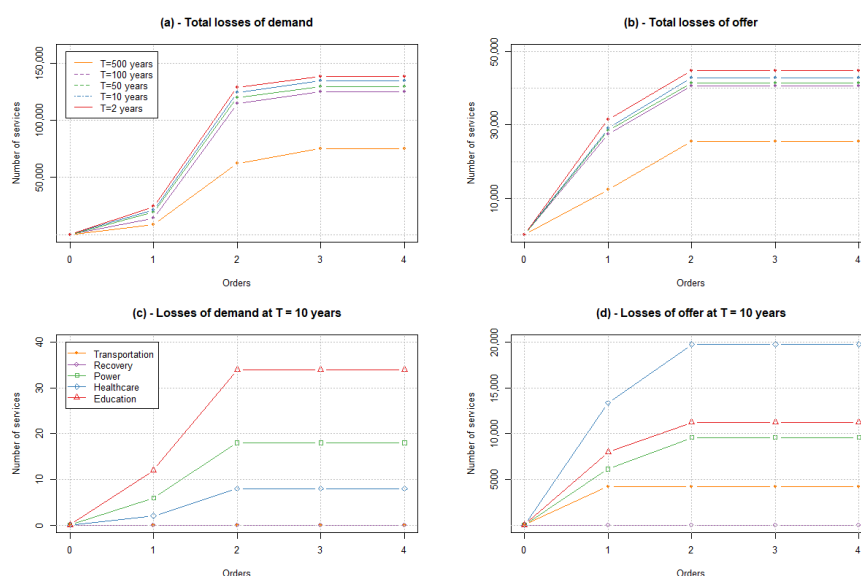 (a) - Total losses of demand
Number of services
150,000
100,000
50,000
T=500 years
T=100 years
T=50 years
T=10 years
T=2 years
0 1 2 3 4
Orders
(b) - Total losses of offer
Number of services
50,000
30,000
10,000
0 1 2 3 4
Orders
(c) - Losses of demand at T = 10 years
Number of services
40
30
20
10
0
Transportation
Recovery
Power
Healthcare
Education
0 1 2 3 4
Orders
(d) - Losses of offer at T = 10 years
Number of services
20,000
15,000
10,000
5000
0 1 2 3 4
Orders